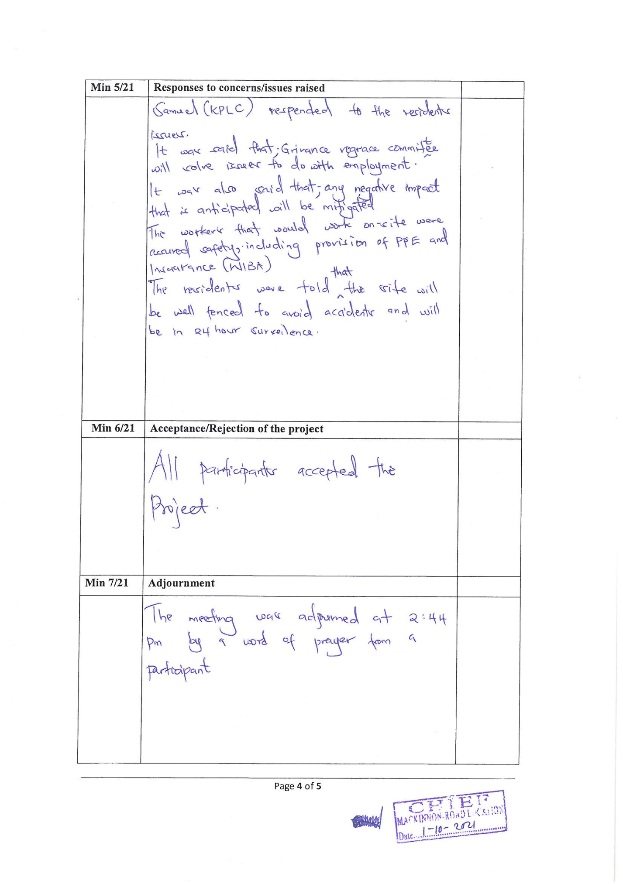 Min 5/21 Responses to concerns/issues raised
Samuel (KPLC) responded to the residents
issues.
It was said that; Grivance regrace committee
will solve issues to do with employment.
It was also said that; any negative impact
that is anticipated will be mitigated
The workers that would work on-site were
assured safety, including provision of PPE and
Insaurance (WIBA)
The residents were told that the site will
be well fenced to avoid accidents and will
be in 24 hour surveilence.
Min 6/21 Acceptance/Rejection of the project
All participants accepted the
Project.
Min 7/21 Adjournment
The meeting was adjourned at 2:44
pm by a word of prayer from a
participant
Page 4 of 5
CHIEF
MACKINNON-ROAD
Date 1-10-2021